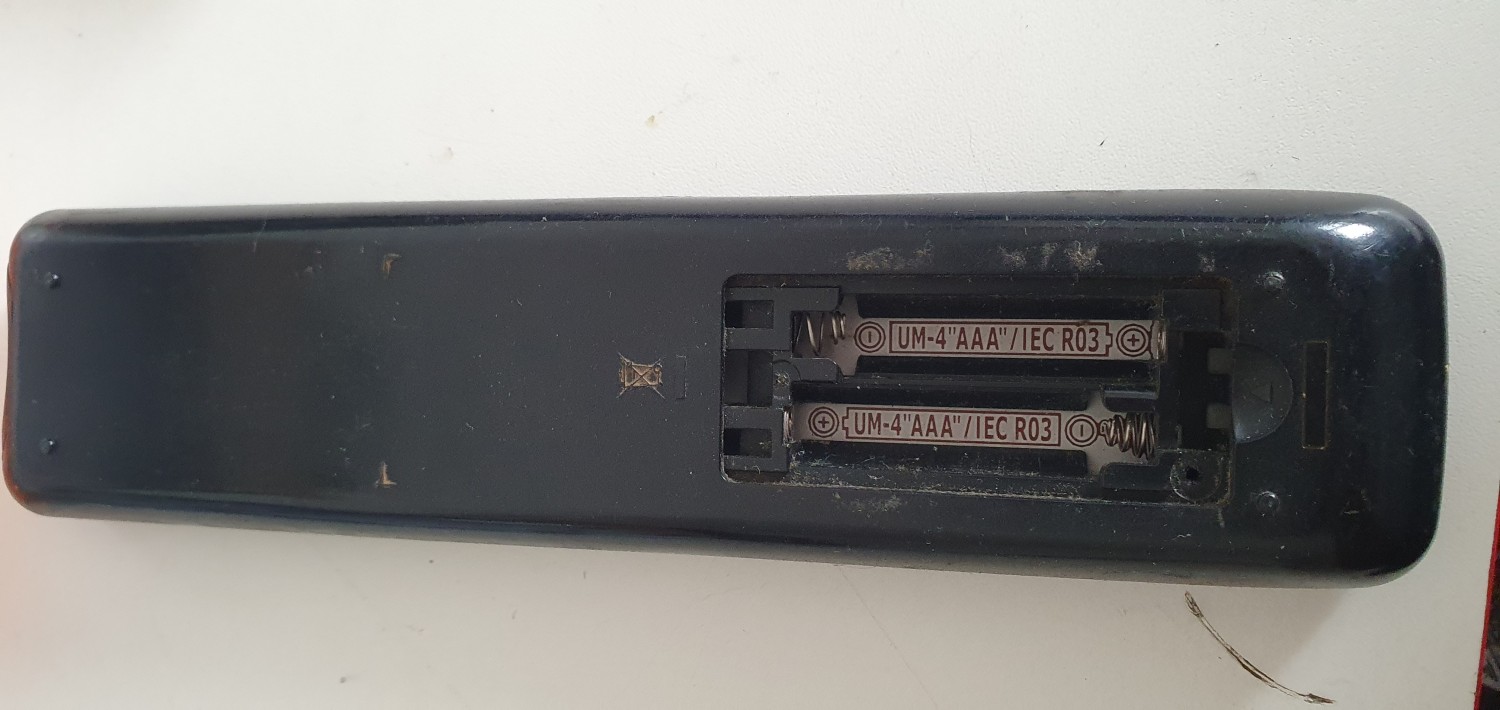 ⊖ UM-4"AAA"/IEC R03 ⊕
⊕ UM-4"AAA"/IEC R03 ⊖